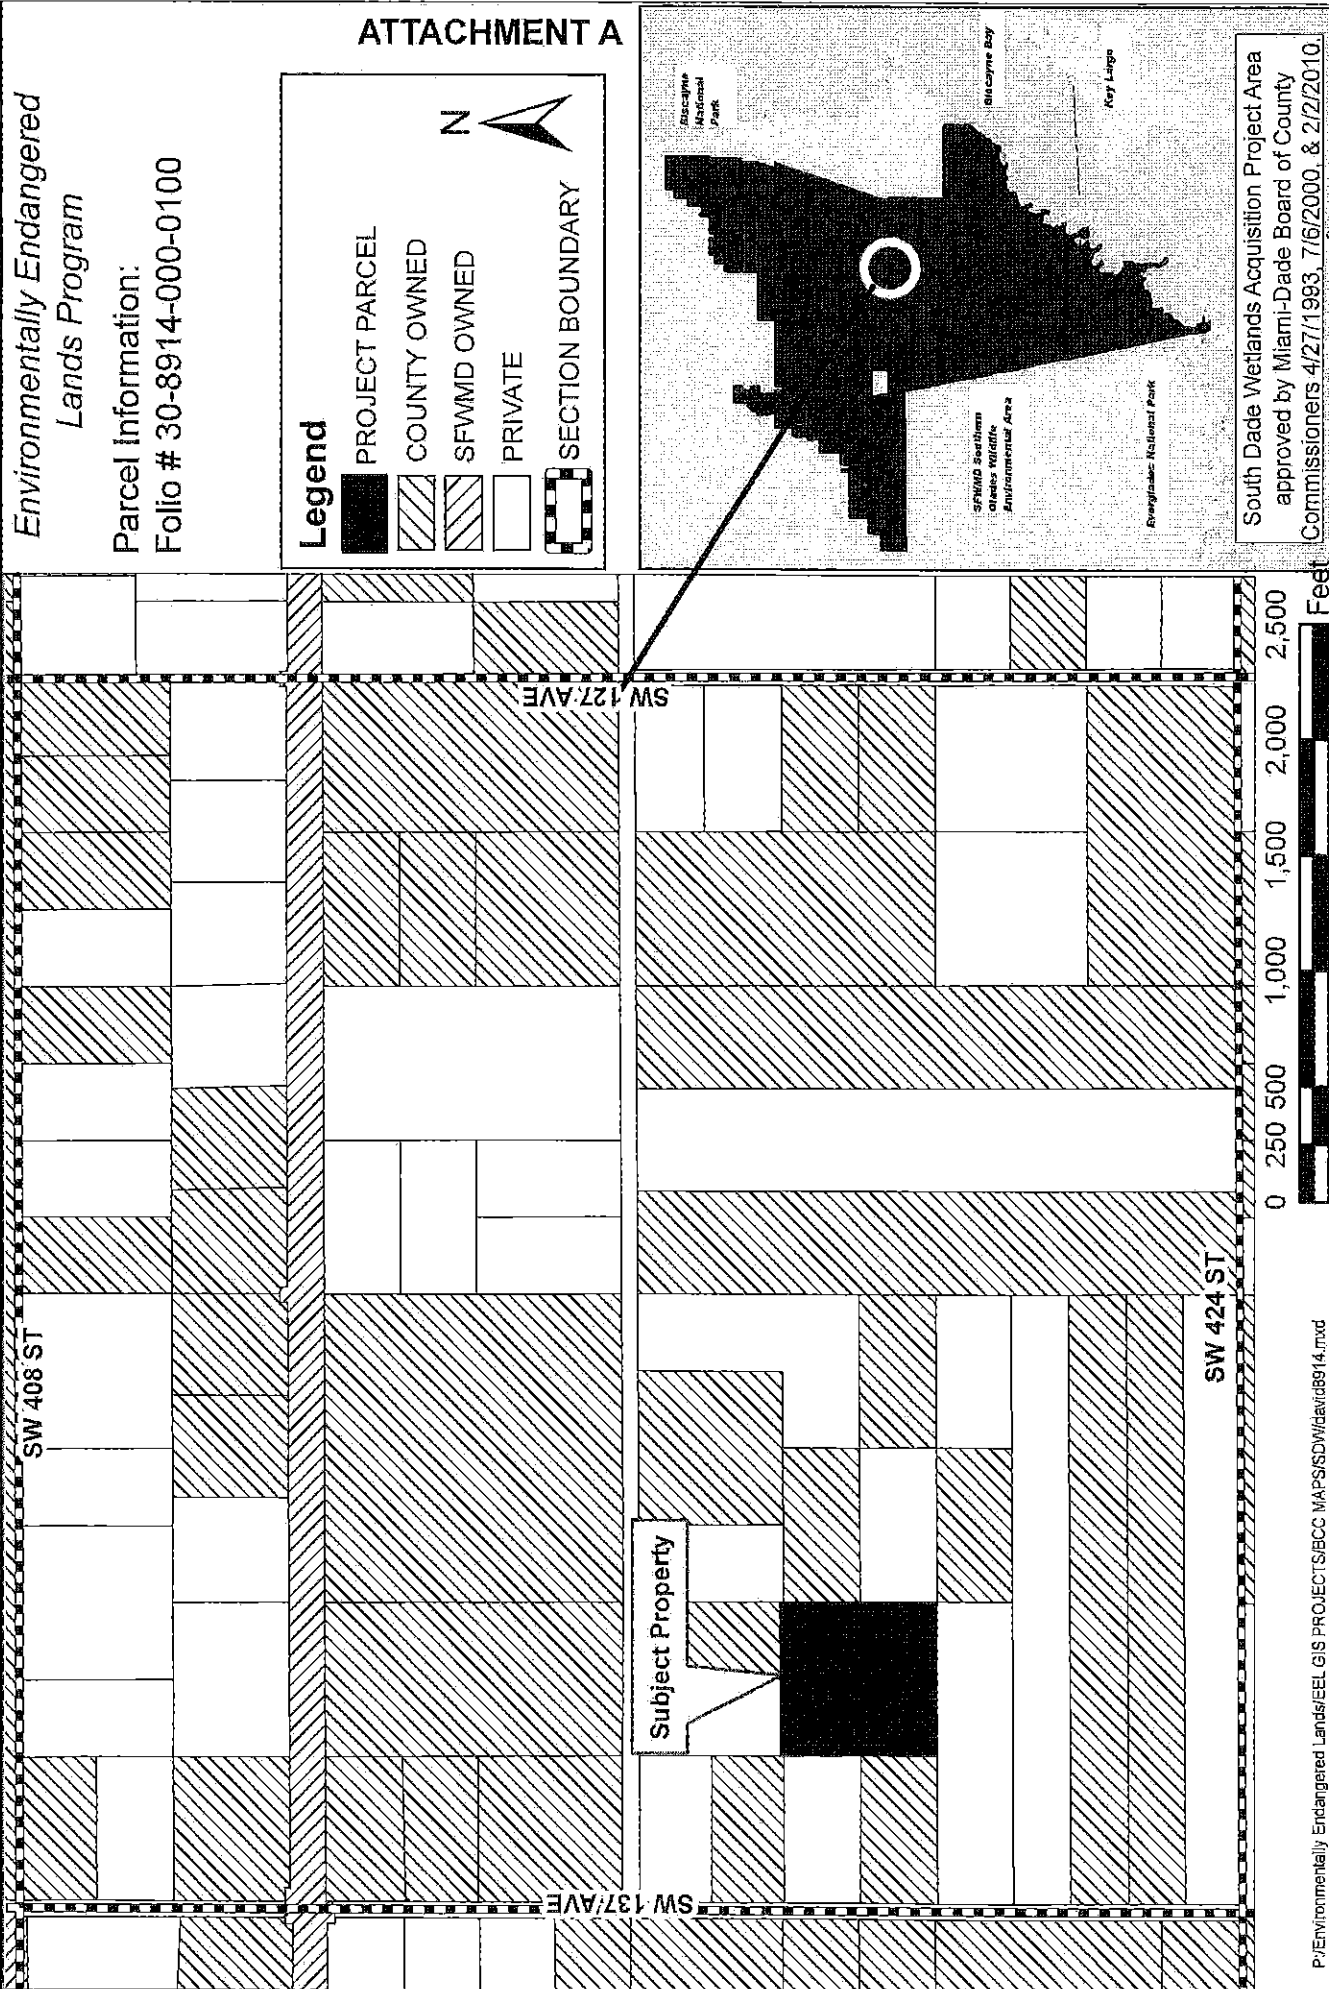 ATTACHMENT A
Environmentally Endangered
Lands Program
Parcel Information:
Folio # 30-8914-000-0100
Legend
PROJECT PARCEL
COUNTY OWNED
SFWMD OWNED
PRIVATE
SECTION BOUNDARY
N
SW 408 ST
SW 127 AVE
SW 137 AVE
SW 424 ST
Subject Property
Biscayne
National
Park
Biscayne Bay
Key Largo
SFWMD Southern
Glades Wildlife
Environmental Area
Everglades National Park
South Dade Wetlands Acquisition Project Area
approved by Miami-Dade Board of County
Commissioners 4/27/1993, 7/6/2000, & 2/2/2010.
0 250 500 1,000 1,500 2,000 2,500
Feet
P:/Environmentally Endangered Lands/EEL GIS PROJECTS/BCC MAPS/SDW/david8914.mxd